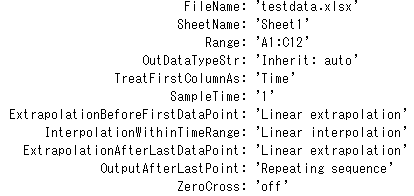 FileName: 'testdata.xlsx'
SheetName: 'Sheet1'
Range: 'A1:C12'
OutDataTypeStr: 'Inherit: auto'
TreatFirstColumnAs: 'Time'
SampleTime: '1'
ExtrapolationBeforeFirstDataPoint: 'Linear extrapolation'
InterpolationWithinTimeRange: 'Linear interpolation'
ExtrapolationAfterLastDataPoint: 'Linear extrapolation'
OutputAfterLastPoint: 'Repeating sequence'
ZeroCross: 'off'